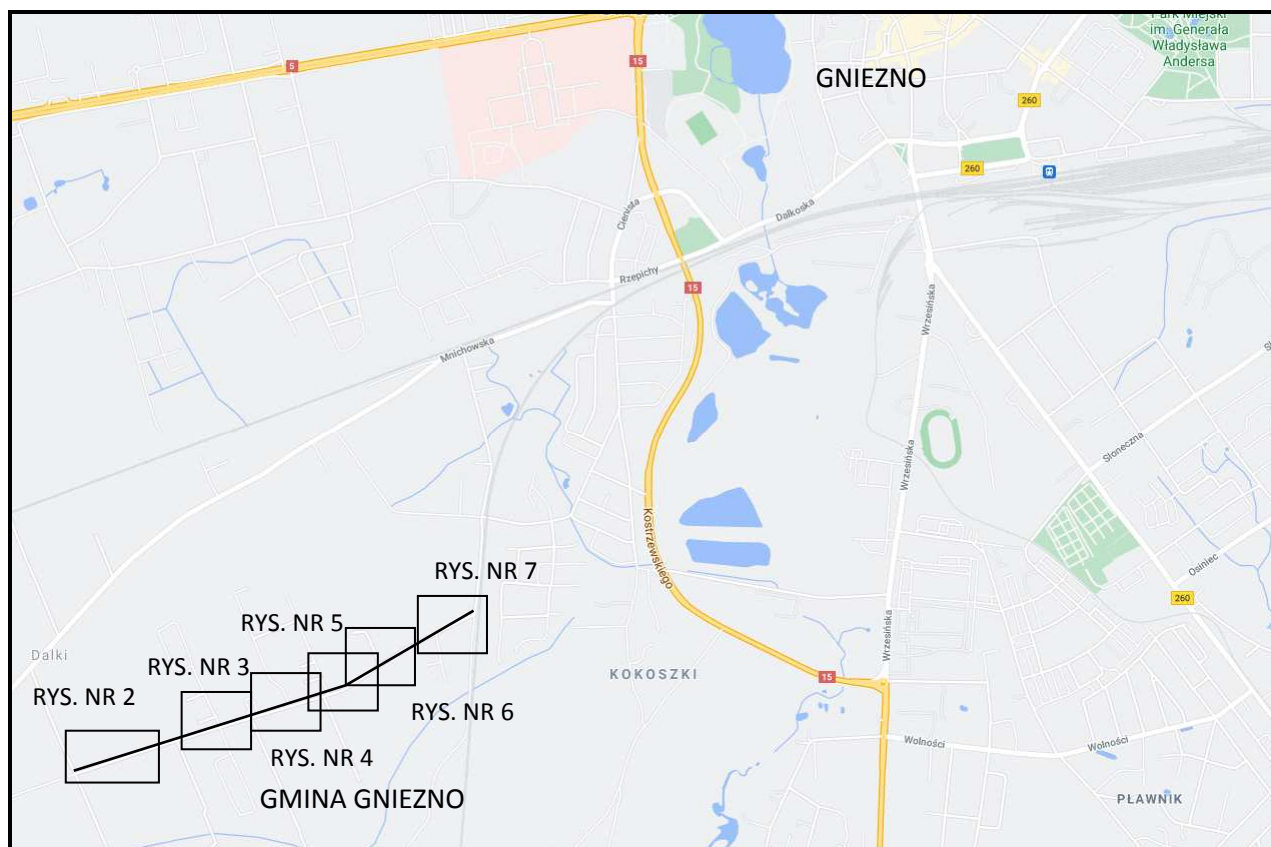 Park Miejski
im. Generała
Władysława
Andersa
5
15
GNIEZNO
260
260
Dalkoska
Cienista
Rzepichy
15
Wrzesińska
Mnichowska
Słoneczna
Wrzesińska
Kostrzewskiego
Osiniec
RYS. NR 7
260
RYS. NR 5
Wrzesińska
Dalki
RYS. NR 3
KOKOSZKI
15
RYS. NR 2
RYS. NR 6
Wolności
Wolności
RYS. NR 4
GMINA GNIEZNO
PŁAWNIK